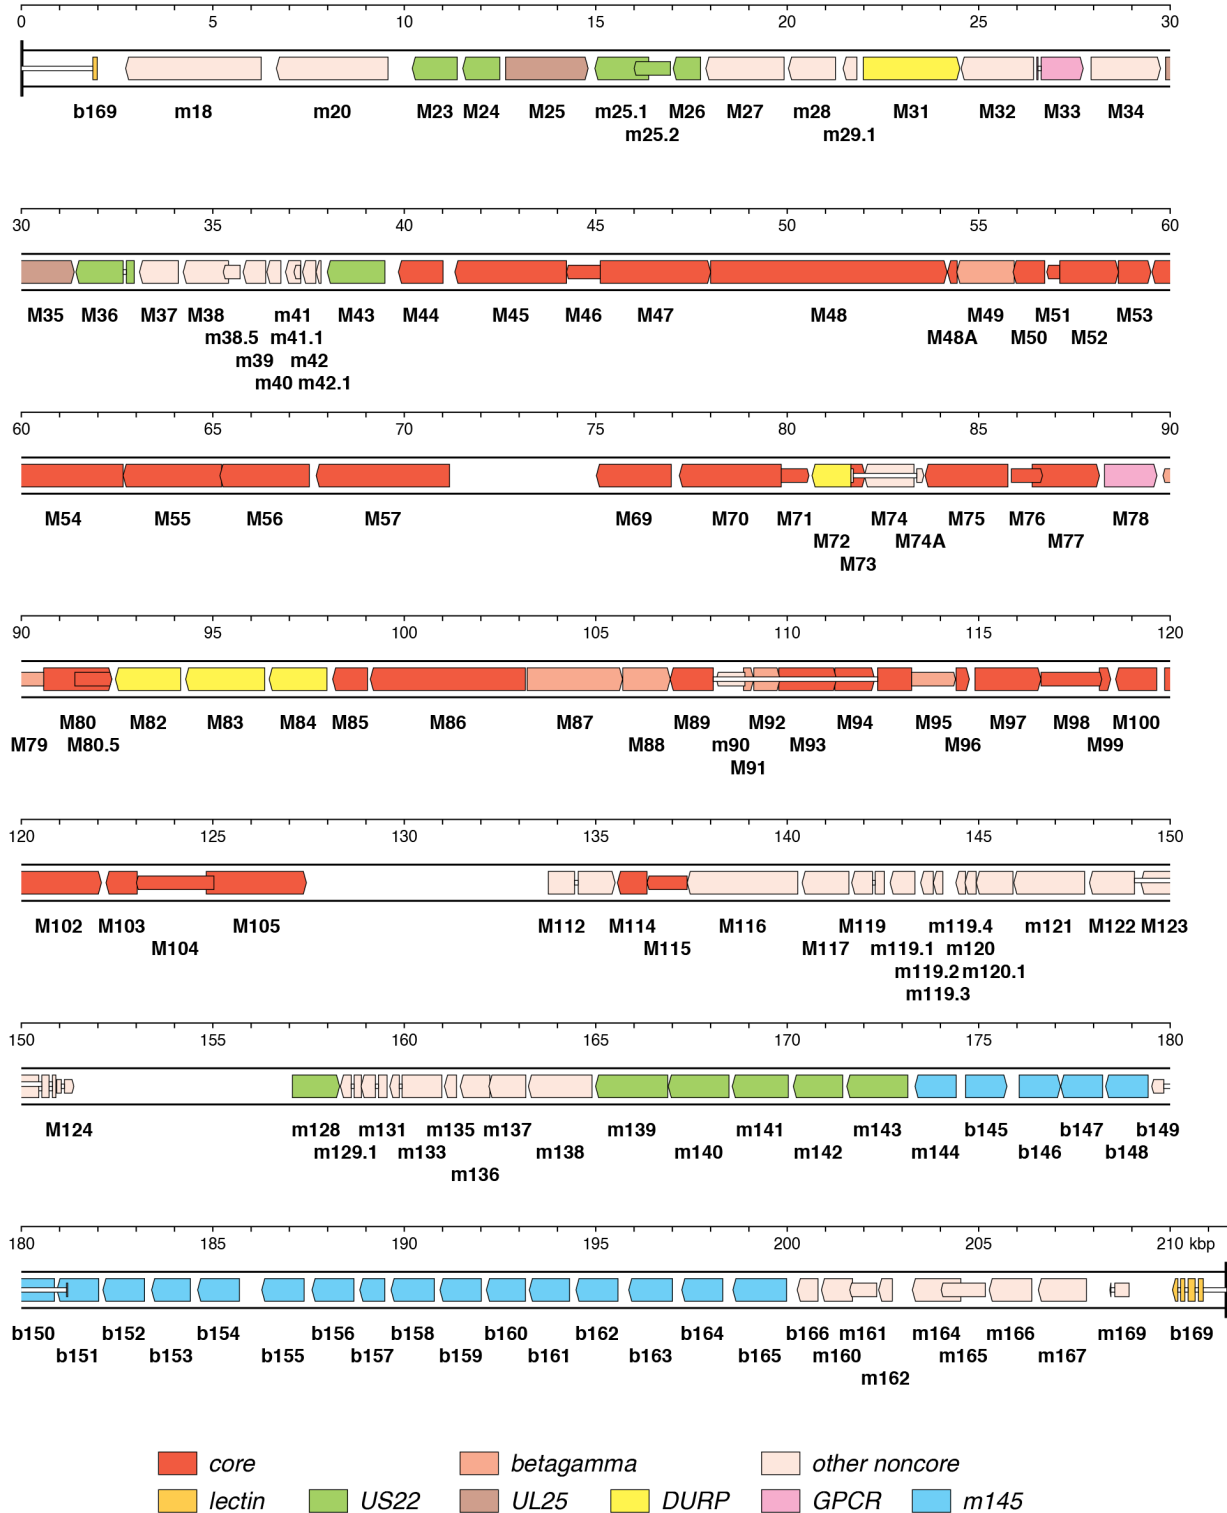 0 5 10 15 20 25 30
b169 m18 m20 M23 M24 M25 m25.1 M26 M27 m28 M31 M32 M33 M34
m25.2 m29.1
30 35 40 45 50 55 60
M35 M36 M37 M38 m41 M43 M44 M45 M46 M47 M48 M49 M51 M53
m38.5 m41.1 M48A M50 M52
m39 m42
m40 m42.1
60 65 70 75 80 85 90
M54 M55 M56 M57 M69 M70 M71 M74 M75 M76 M78
M72 M74A M77
M73
90 95 100 105 110 115 120
M80 M82 M83 M84 M85 M86 M87 M89 M92 M94 M95 M97 M98 M100
M79 M80.5 M88 m90 M93 M96 M99
M91
120 125 130 135 140 145 150
M102 M103 M105 M112 M114 M116 M119 m119.4 m121 M122 M123
M104 M115 M117 m119.1 m120
m119.2 m120.1
m119.3
150 155 160 165 170 175 180
M124 m128 m131 m135 m137 m139 m141 m143 b145 b147 b149
m129.1 m133 m138 m140 m142 m144 b146 b148
m136
180 185 190 195 200 205 210 kbp
b150 b152 b154 b156 b158 b160 b162 b164 b166 m161 m164 m166 m169 b169
b151 b153 b155 b157 b159 b161 b163 b165 m160 m165 m167
m162
core betagamma other noncore
lectin US22 UL25 DURP GPCR m145